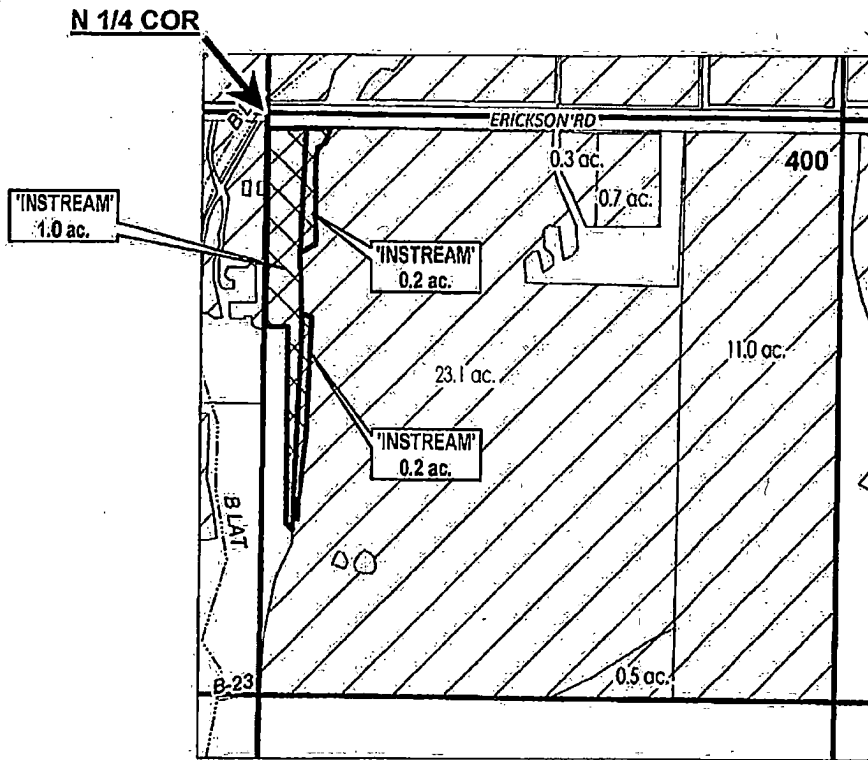 N 1/4 COR
ERICKSON RD
0.3 ac.
400
0.7 ac.
'INSTREAM'
1.0 ac.
'INSTREAM'
0.2 ac.
23.1 ac.
11.0 ac.
'INSTREAM'
0.2 ac.
B LAT
B-23
0.5 ac.